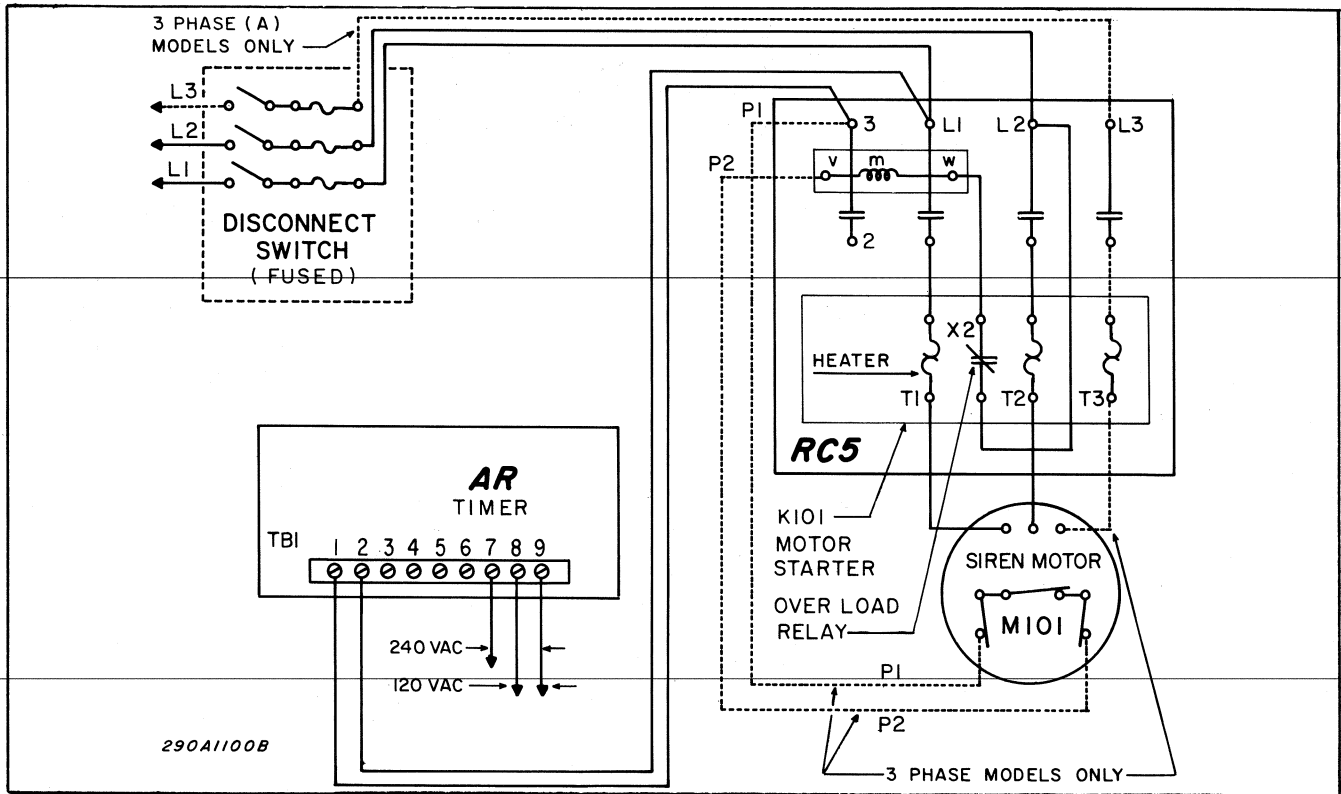 3 PHASE (A)
MODELS ONLY
L3
L2
L1
DISCONNECT
SWITCH
(FUSED)
P1
3
L1
L2
L3
P2
v
m
w
2
X2
HEATER
T1
T2
T3
RC5
AR
TIMER
TB1
1 2 3 4 5 6 7 8 9
240 VAC
120 VAC
K101
MOTOR
STARTER
OVER LOAD
RELAY
SIREN MOTOR
M101
P1
P2
3 PHASE MODELS ONLY
290A1100B